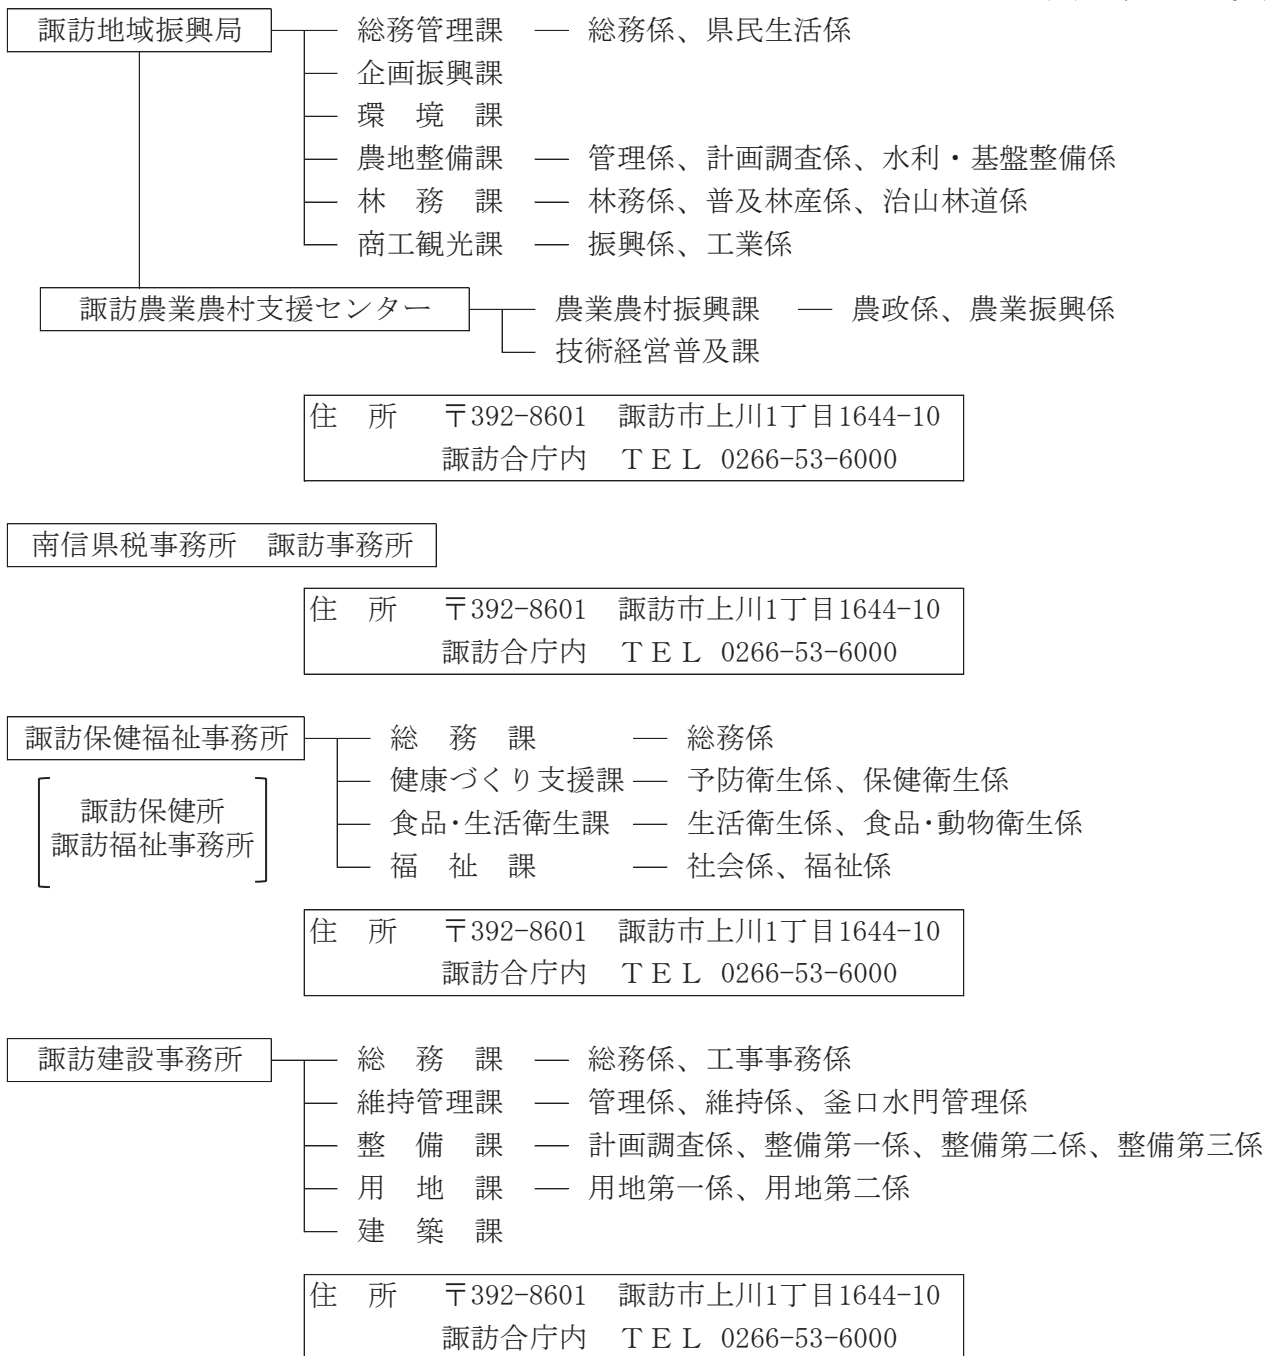 諏訪地域振興局 総務管理課 総務係、県民生活係
企画振興課
環　境　課
農地整備課 管理係、計画調査係、水利・基盤整備係
林　務　課 林務係、普及林産係、治山林道係
商工観光課 振興係、工業係
諏訪農業農村支援センター 農業農村振興課 農政係、農業振興係
技術経営普及課
住　所　〒392-8601　諏訪市上川1丁目1644-10
諏訪合庁内　ＴＥＬ 0266-53-6000
南信県税事務所　諏訪事務所
住　所　〒392-8601　諏訪市上川1丁目1644-10
諏訪合庁内　ＴＥＬ 0266-53-6000
諏訪保健福祉事務所 総　務　課 総務係
健康づくり支援課 予防衛生係、保健衛生係
諏訪保健所
食品・生活衛生課 生活衛生係、食品・動物衛生係
諏訪福祉事務所
福　祉　課 社会係、福祉係
住　所　〒392-8601　諏訪市上川1丁目1644-10
諏訪合庁内　ＴＥＬ 0266-53-6000
諏訪建設事務所 総　務　課 総務係、工事事務係
維持管理課 管理係、維持係、釜口水門管理係
整　備　課 計画調査係、整備第一係、整備第二係、整備第三係
用　地　課 用地第一係、用地第二係
建　築　課
住　所　〒392-8601　諏訪市上川1丁目1644-10
諏訪合庁内　ＴＥＬ 0266-53-6000